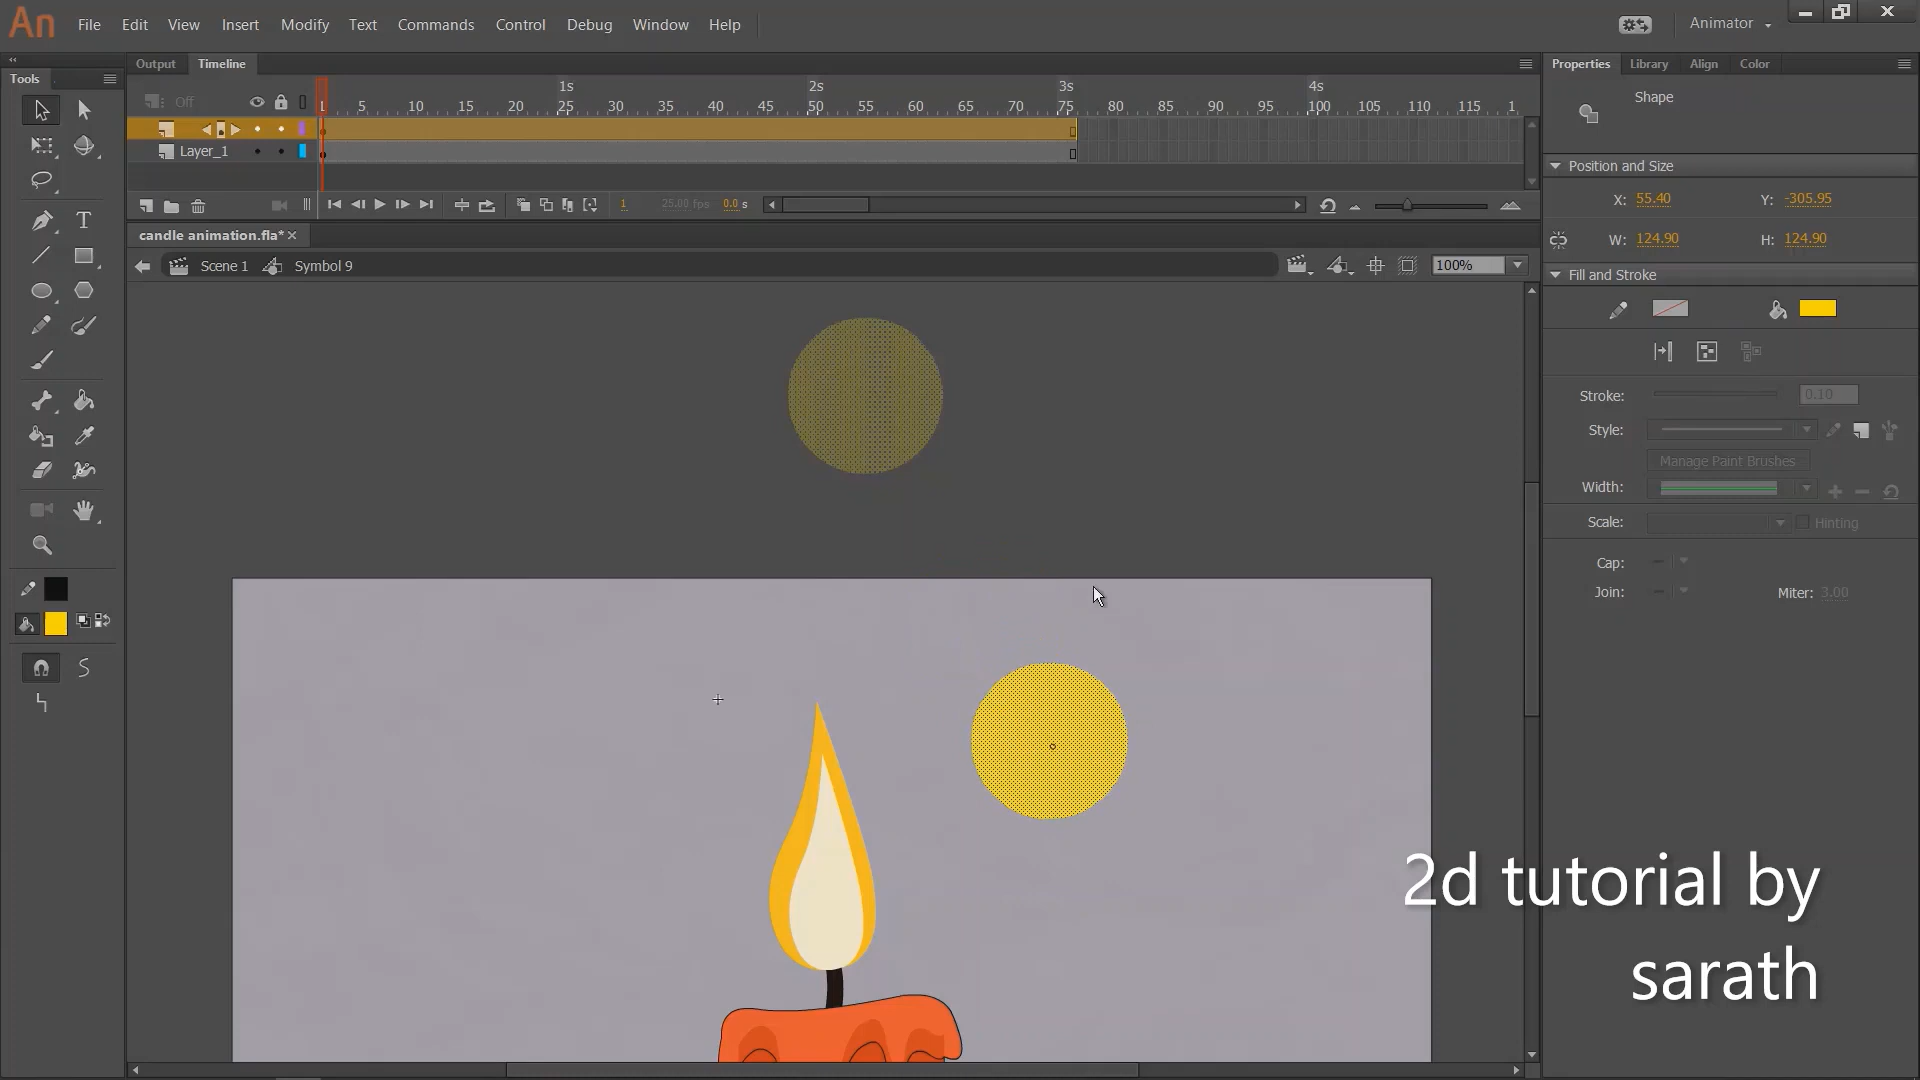 An File Edit View Insert Modify Text Commands Control Debug Window Help Animator
Tools
Output Timeline
Off 1s 2s 3s 4s
1 5 10 15 20 25 30 35 40 45 50 55 60 65 70 75 80 85 90 95 100 105 110 115 1
Layer_1
1 25.00 fps 0.0 s
candle animation.fla*
Scene 1 Symbol 9 100%
Properties Library Align Color
Shape
Position and Size
X: 55.40 Y: -305.95
W: 124.90 H: 124.90
Fill and Stroke
Stroke: 0.10
Style:
Manage Paint Brushes
Width:
Scale: Hinting
Cap:
Join: Miter: 3.00
2d tutorial by
sarath